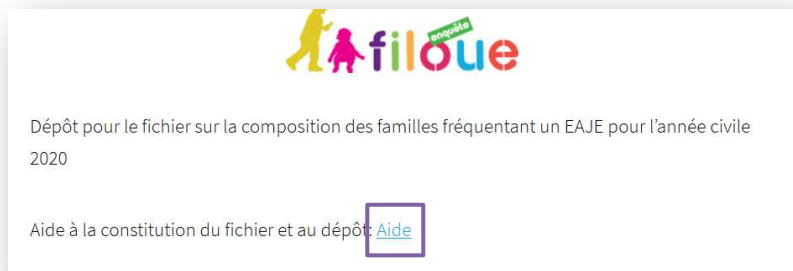 enquête
filoue
Dépôt pour le fichier sur la composition des familles fréquentant un EAJE pour l'année civile
2020
Aide à la constitution du fichier et au dépôt: Aide